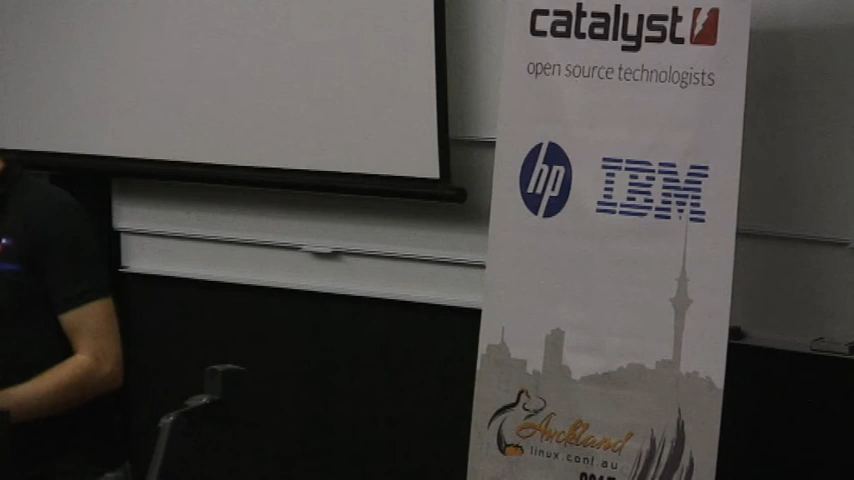 catalyst
open source technologists
hp
IBM
Auckland
linux.conf.au